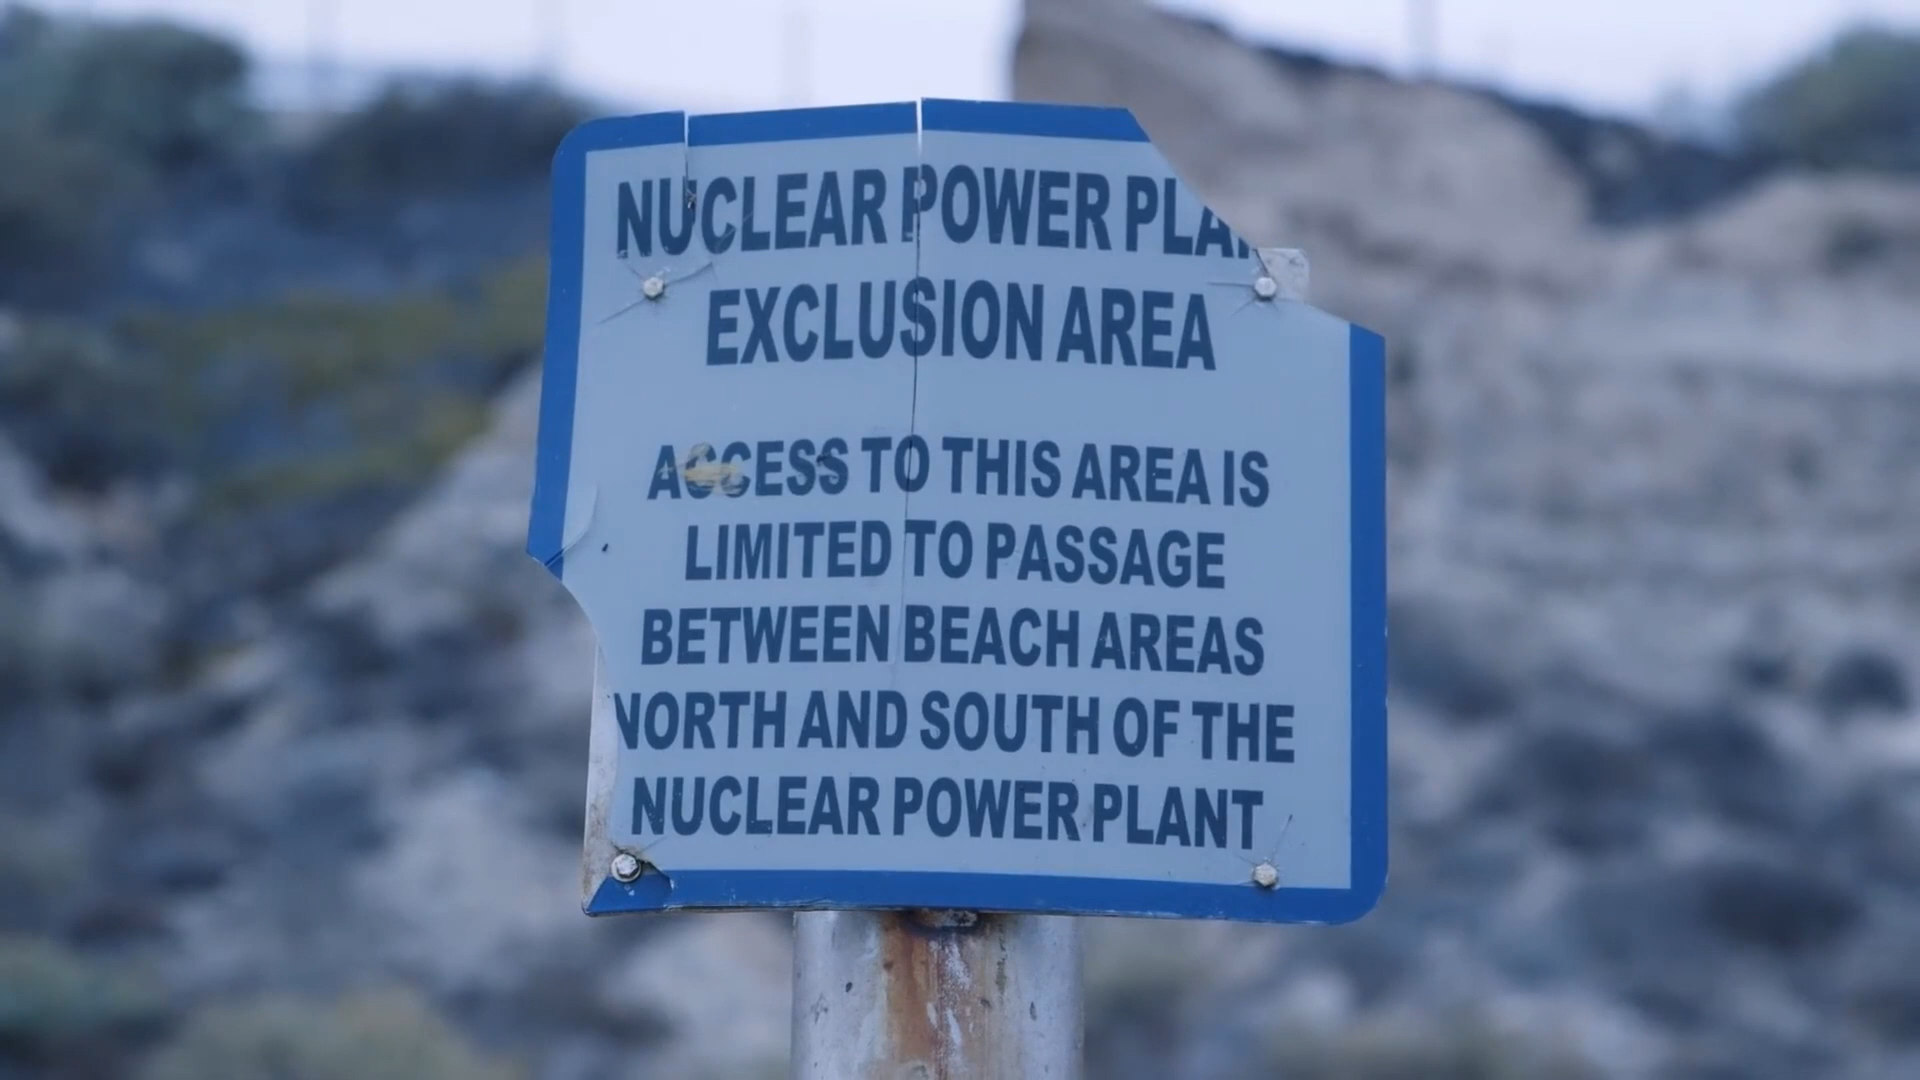 NUCLEAR POWER PLA
EXCLUSION AREA
ACCESS TO THIS AREA IS
LIMITED TO PASSAGE
BETWEEN BEACH AREAS
NORTH AND SOUTH OF THE
NUCLEAR POWER PLANT